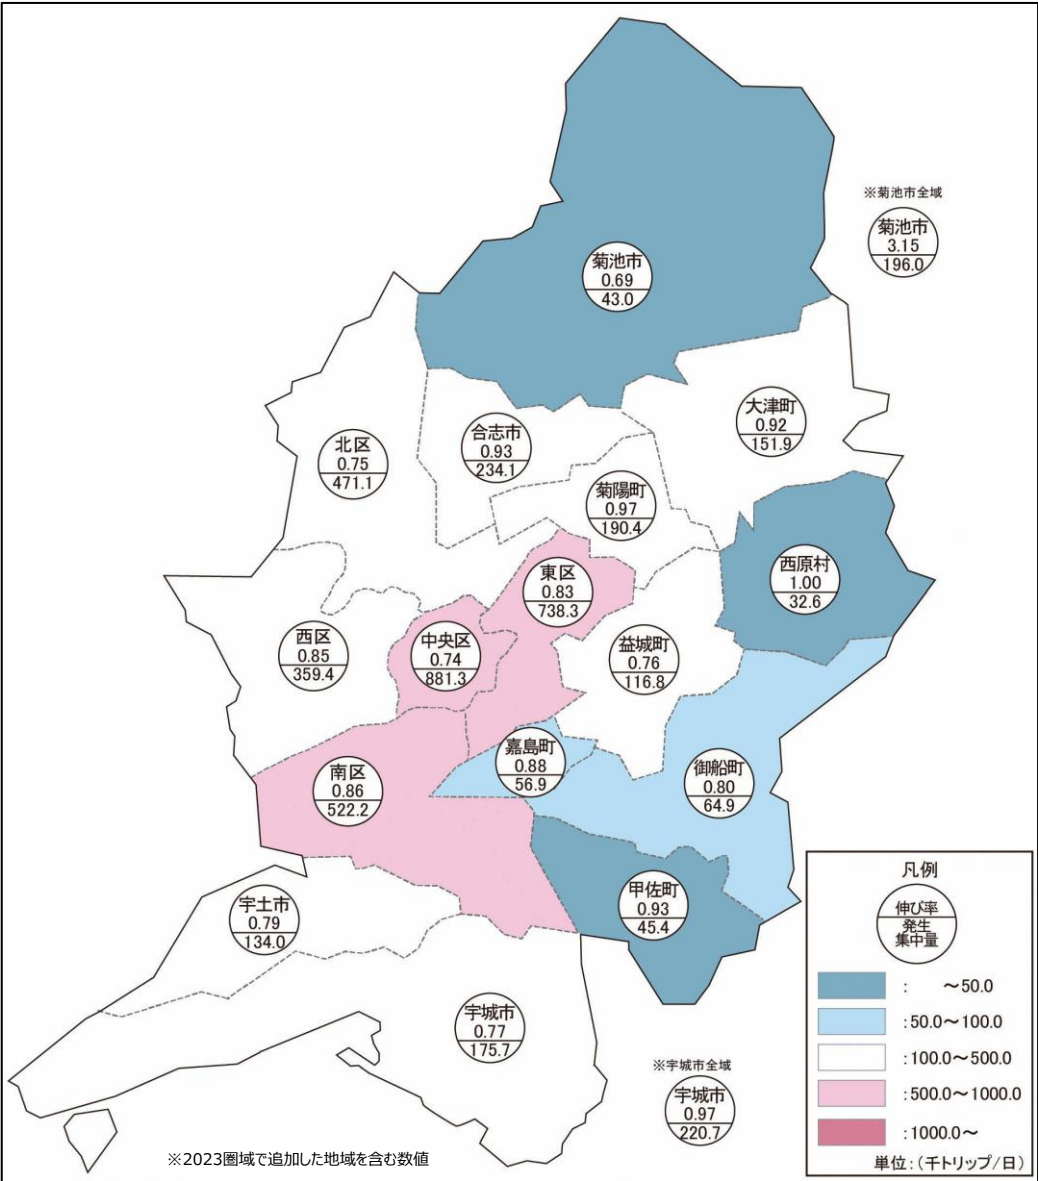 ※菊池市全域
菊池市
3.15
196.0
菊池市
0.69
43.0
大津町
0.92
151.9
合志市
0.93
234.1
北区
0.75
471.1
菊陽町
0.97
190.4
西原村
1.00
32.6
東区
0.83
738.3
西区
0.85
359.4
中央区
0.74
881.3
益城町
0.76
116.8
嘉島町
0.88
56.9
御船町
0.80
64.9
南区
0.86
522.2
甲佐町
0.93
45.4
宇土市
0.79
134.0
宇城市
0.77
175.7
※宇城市全域
宇城市
0.97
220.7
※2023圏域で追加した地域を含む数値
凡例
伸び率
発生
集中量
: ～50.0
:50.0～100.0
:100.0～500.0
:500.0～1000.0
:1000.0～
単位:(千トリップ/日)